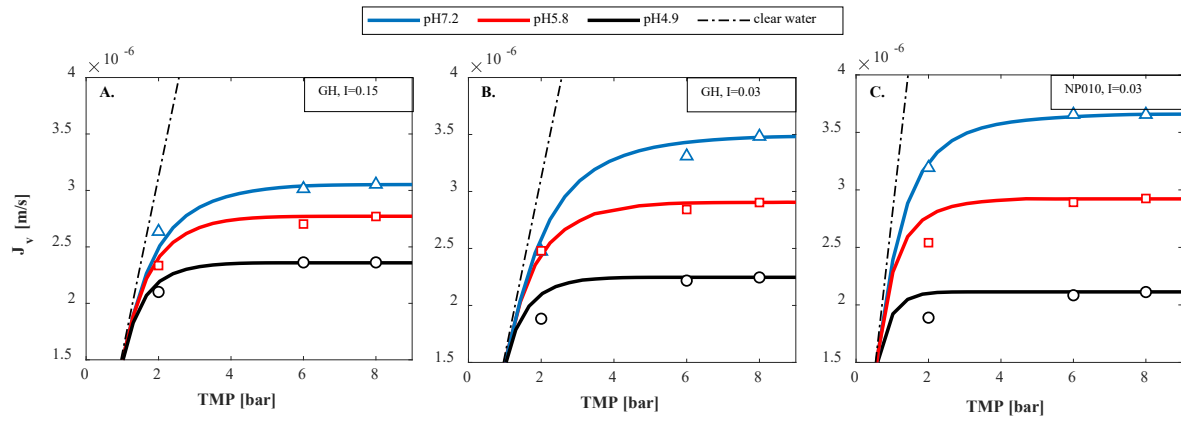 pH7.2 pH5.8 pH4.9 clear water
× 10 -6
4
3.5
3
2.5
2
1.5
0 2 4 6 8
J v [m/s]
TMP [bar]
A.
GH, I=0.15
× 10 -6
4
3.5
3
2.5
2
1.5
0 2 4 6 8
TMP [bar]
B.
GH, I=0.03
× 10 -6
4
3.5
3
2.5
2
1.5
0 2 4 6 8
TMP [bar]
C.
NP010, I=0.03